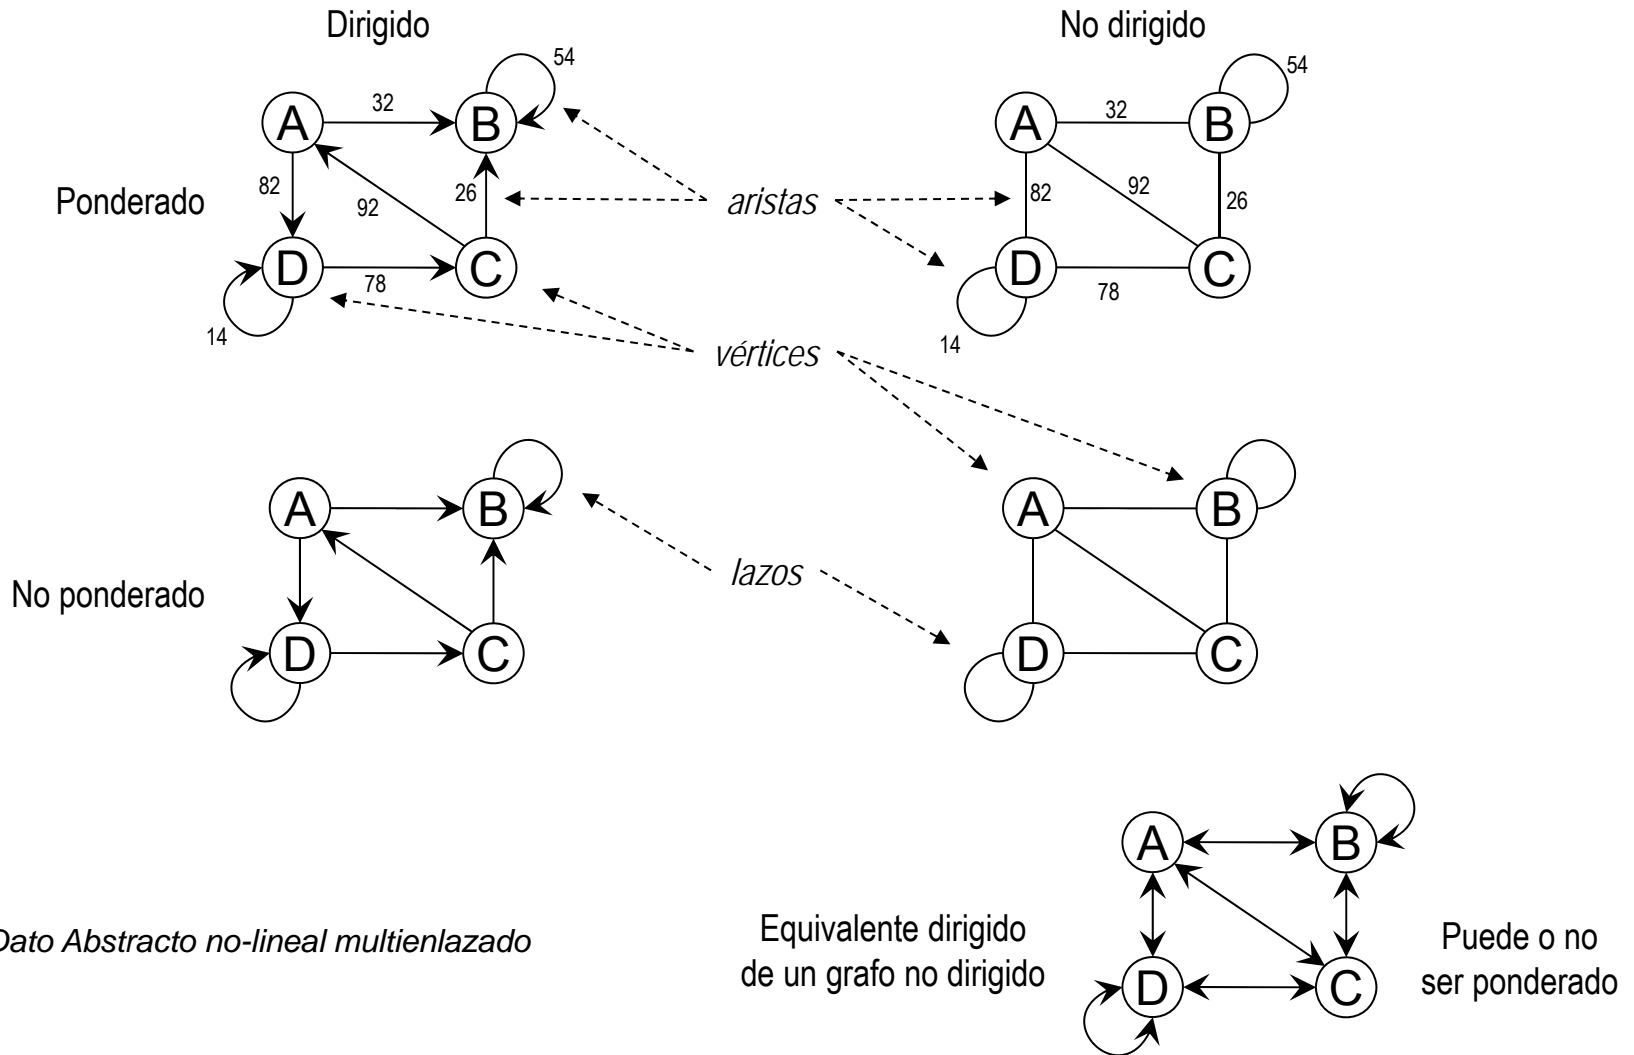 Dirigido
No dirigido
54
54
A
32
B
A
32
B
Ponderado
82
92
26
aristas
82
92
26
D
78
C
D
78
C
14
14
vértices
A
B
A
B
No ponderado
lazos
D
C
D
C
A
B
Dato Abstracto no-lineal multienlazado
Equivalente dirigido
de un grafo no dirigido
Puede o no
ser ponderado
D
C